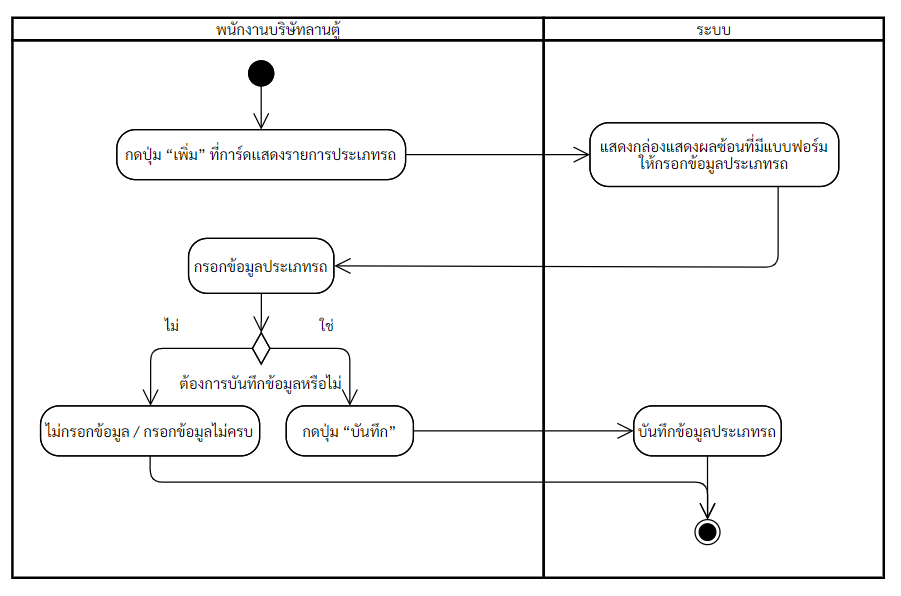 พนักงานบริษัทลานตู้
ระบบ
กดปุ่ม “เพิ่ม” ที่การ์ดแสดงรายการประเภทรถ
แสดงกล่องแสดงผลซ้อนที่มีแบบฟอร์ม
ให้กรอกข้อมูลประเภทรถ
กรอกข้อมูลประเภทรถ
ไม่
ใช่
ต้องการบันทึกข้อมูลหรือไม่
ไม่กรอกข้อมูล / กรอกข้อมูลไม่ครบ
กดปุ่ม “บันทึก”
บันทึกข้อมูลประเภทรถ